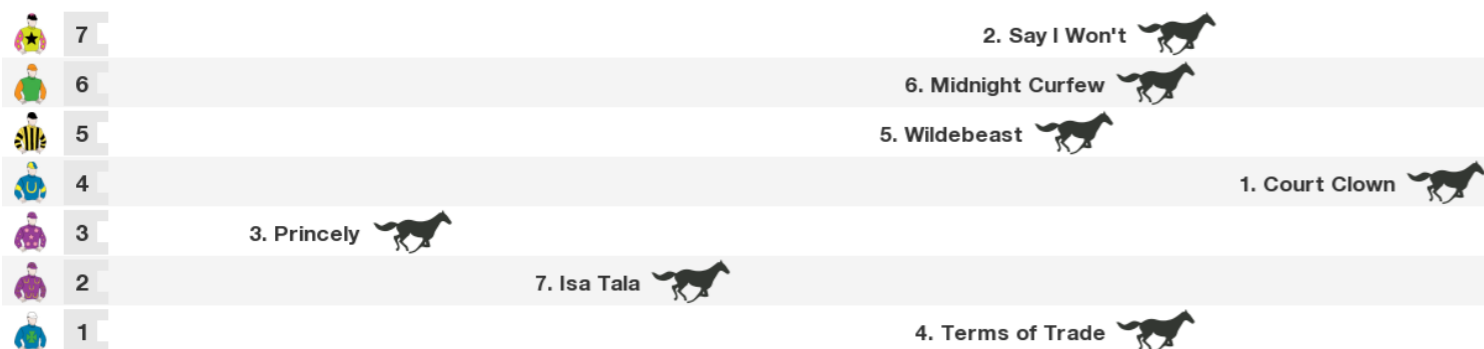 7 2. Say I Won't
6 6. Midnight Curfew
5 5. Wildebeast
4 1. Court Clown
3 3. Princely
2 7. Isa Tala
1 4. Terms of Trade